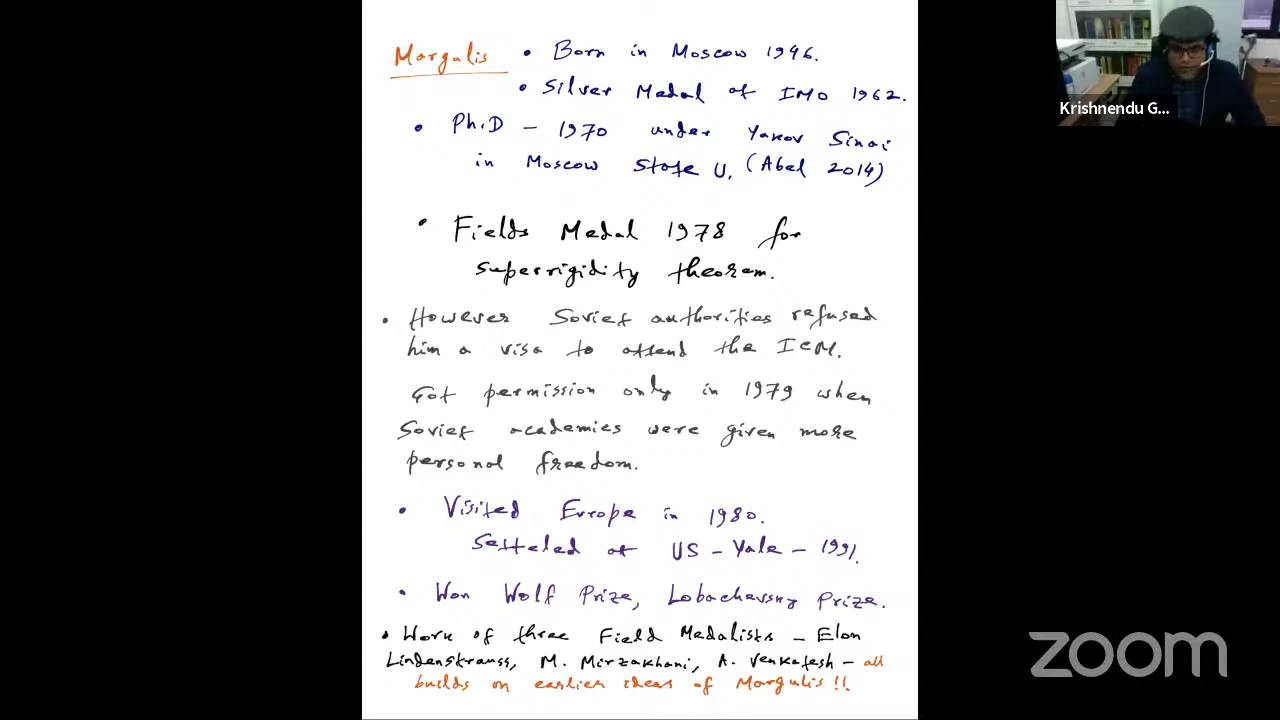 Margulis • Born in Moscow 1946.
• Silver Medal of IMO 1962.
• Ph.D – 1970 under Yakov Sinai
in Moscow State U. (Abel 2014)
• Fields Medal 1978 for
superrigidity theorem.
• However Soviet authorities refused
him a visa to attend the ICM.
Got permission only in 1979 when
Soviet academics were given more
personal freedom.
• Visited Europe in 1980.
Setteled at US – Yale – 1991.
• Won Wolf Prize, Lobachevsky Prize.
• Work of three Field Medalists – Elon
Lindenstrauss, M. Mirzakhani, A. Venkatesh – all
builds on earlier ideas of Margulis !!
Krishnendu G...
zoom